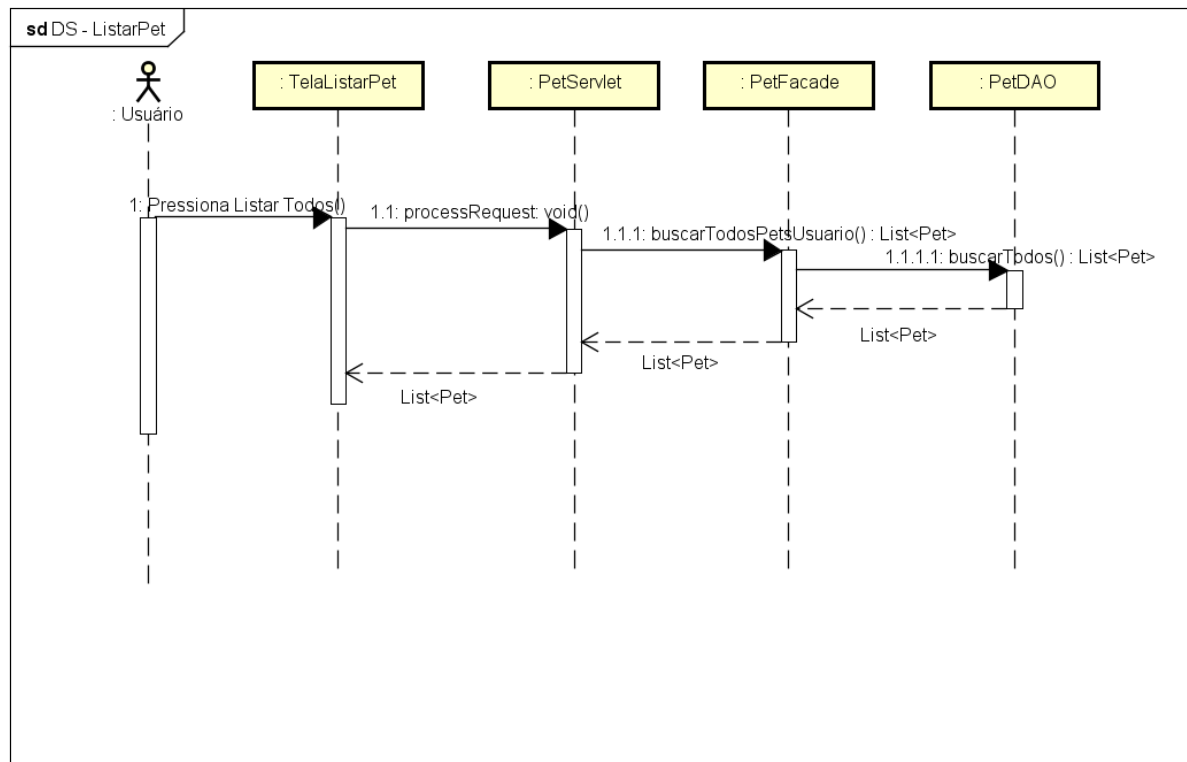 sd DS - ListarPet
: Usuário
: TelaListarPet
: PetServlet
: PetFacade
: PetDAO
1: Pressiona Listar Todos()
1.1: processRequest: void()
1.1.1: buscarTodosPetsUsuario() : List<Pet>
1.1.1.1: buscarTodos() : List<Pet>
List<Pet>
List<Pet>
List<Pet>